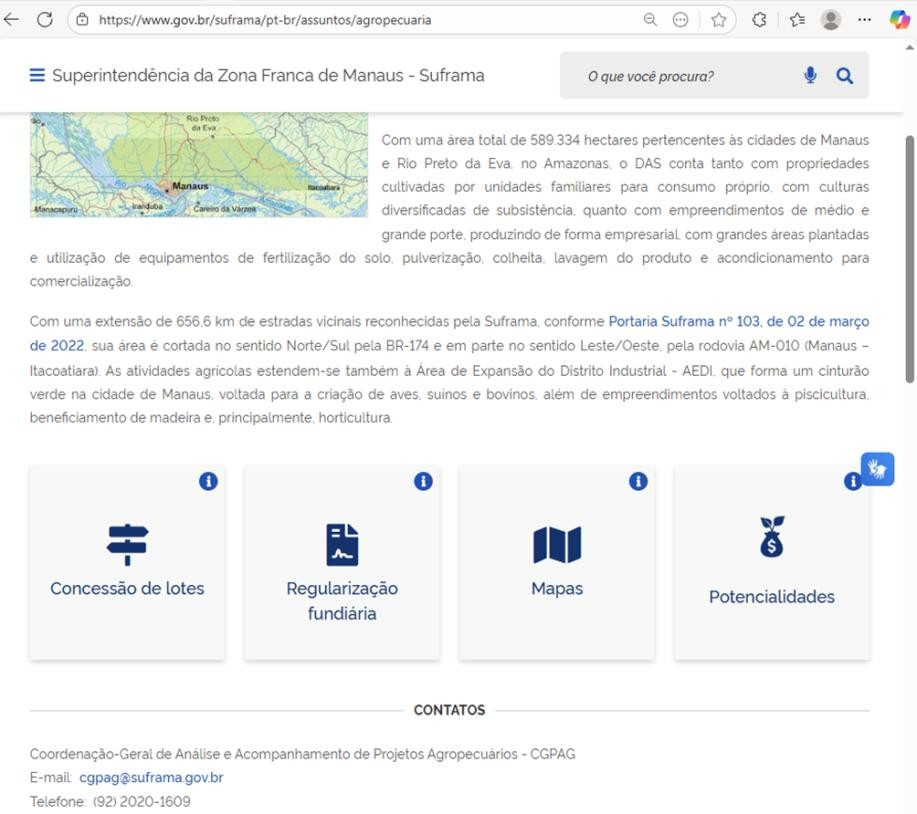 https://www.gov.br/suframa/pt-br/assuntos/agropecuaria
Superintendência da Zona Franca de Manaus - Suframa
O que você procura?
Rio Preto
da Eva
Manaus
Itacoatiara
Manacapuru
Iranduba
Careiro da Várzea
Com uma área total de 589.334 hectares pertencentes às cidades de Manaus
e Rio Preto da Eva, no Amazonas, o DAS conta tanto com propriedades
cultivadas por unidades familiares para consumo próprio, com culturas
diversificadas de subsistência, quanto com empreendimentos de médio e
grande porte, produzindo de forma empresarial, com grandes áreas plantadas
e utilização de equipamentos de fertilização do solo, pulverização, colheita, lavagem do produto e acondicionamento para
comercialização.
Com uma extensão de 656,6 km de estradas vicinais reconhecidas pela Suframa, conforme Portaria Suframa nº 103, de 02 de março
de 2022, sua área é cortada no sentido Norte/Sul pela BR-174 e em parte no sentido Leste/Oeste, pela rodovia AM-010 (Manaus –
Itacoatiara). As atividades agrícolas estendem-se também à Área de Expansão do Distrito Industrial - AEDI, que forma um cinturão
verde na cidade de Manaus, voltada para a criação de aves, suínos e bovinos, além de empreendimentos voltados à piscicultura,
beneficiamento de madeira e, principalmente, horticultura.
Concessão de lotes
Regularização
fundiária
Mapas
Potencialidades
CONTATOS
Coordenação-Geral de Análise e Acompanhamento de Projetos Agropecuários - CGPAG
E-mail: cgpag@suframa.gov.br
Telefone: (92) 2020-1609